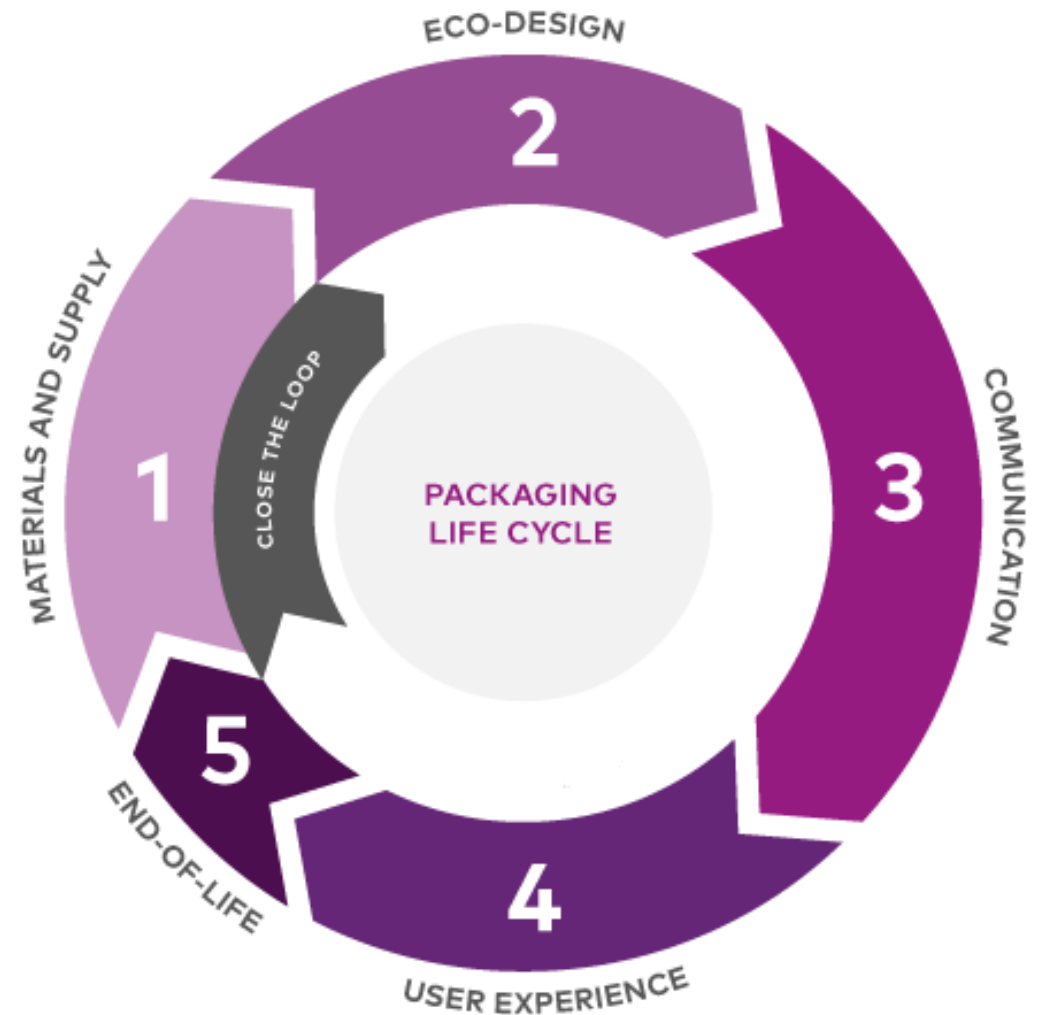 ECO-DESIGN
2
MATERIALS AND SUPPLY
1
CLOSE THE LOOP
PACKAGING
LIFE CYCLE
3
COMMUNICATION
5
END-OF-LIFE
4
USER EXPERIENCE